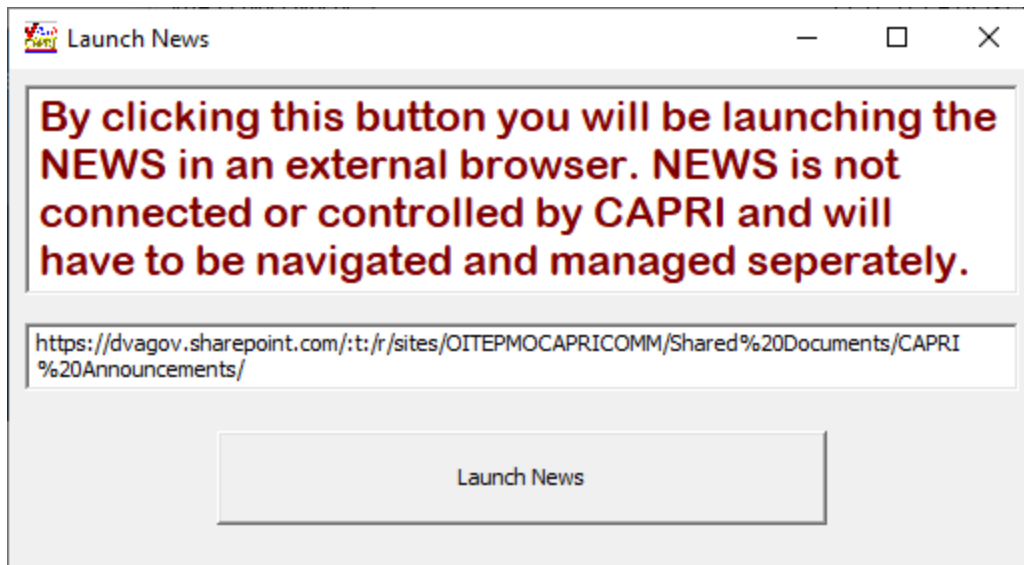 Launch News
By clicking this button you will be launching the
NEWS in an external browser. NEWS is not
connected or controlled by CAPRI and will
have to be navigated and managed seperately.
https://dvagov.sharepoint.com/:t:/r/sites/OITEPMOCAPRICOMM/Shared%20Documents/CAPRI
%20Announcements/
Launch News